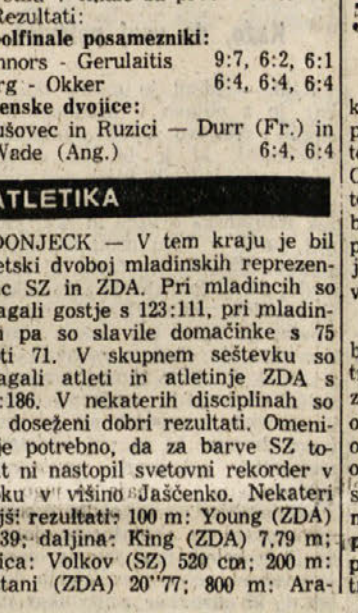 Rezultati:
olfinale posamezniki:
nnors - Gerulaitis 9:7, 6:2, 6:1
rg - Okker 6:4, 6:4, 6:4
enske dvojice:
ušovec in Ruzici — Durr (Fr.) in
Wade (Ang.) 6:4, 6:4
ATLETIKA
DONJECK — V tem kraju je bil
etski dvoboj mladinskih reprezen-
c SZ in ZDA. Pri mladincih so
agali gostje s 123:111, pri mladin-
pa so slavile domačinke s 75
ti 71. V skupnem seštevku so
agali atleti in atletinje ZDA s
:186. V nekaterih disciplinah so
doseženi dobri rezultati. Omeni-
je potrebno, da za barve SZ to-
t ni nastopil svetovni rekorder v
oku v višino Jaščenko. Nekateri
jši rezultati: 100 m: Young (ZDA)
39; daljina: King (ZDA) 7,79 m;
ica: Volkov (SZ) 520 cm; 200 m:
tani (ZDA) 20"77; 800 m: Ara-